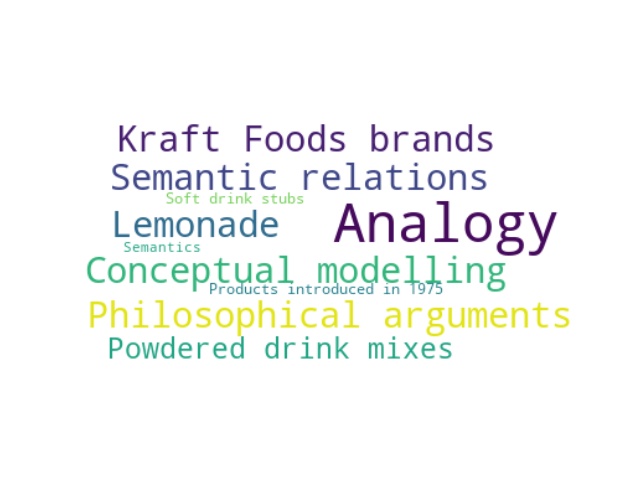 Kraft Foods brands
Semantic relations
Soft drink stubs
Lemonade
Analogy
Semantics
Conceptual modelling
Products introduced in 1975
Philosophical arguments
Powdered drink mixes